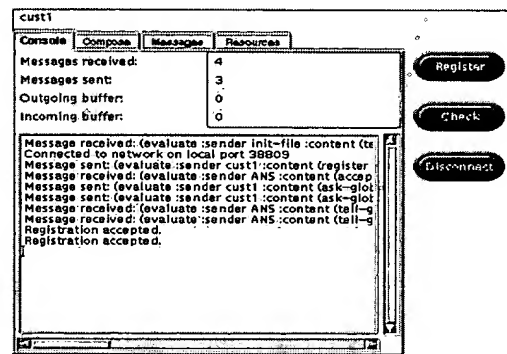 cust1
Console Compose Messages Resources
Messages received: 4
Messages sent: 3
Outgoing buffer: 0
Incoming buffer: 0
Register
Check
Disconnect
Message received: (evaluate :sender init-file :content (te
Connected to network on local port 38809
Message sent: (evaluate :sender cust1 :content (register
Message received: (evaluate :sender ANS :content (accep
Message sent: (evaluate :sender cust1 :content (ask-glob
Message sent: (evaluate :sender cust1 :content (ask-glob
Message received: (evaluate :sender ANS :content (tell-g
Message received: (evaluate :sender ANS :content (tell-g
Registration accepted.
Registration accepted.